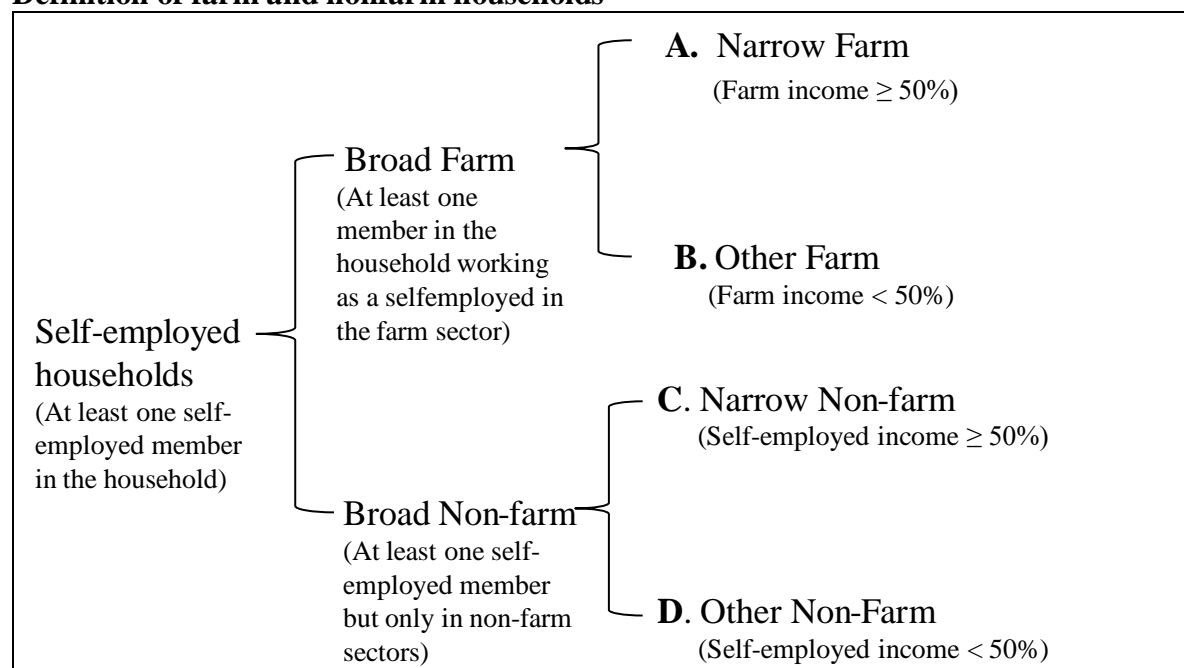 Definition of farm and nonfarm households
A. Narrow Farm
(Farm income ≥ 50%)
Broad Farm
(At least one
member in the
household working
as a selfemployed in
the farm sector)
B. Other Farm
(Farm income < 50%)
Self-employed
households
(At least one self-
employed member
in the household)
C. Narrow Non-farm
(Self-employed income ≥ 50%)
Broad Non-farm
(At least one self-
employed member
but only in non-farm
sectors)
D. Other Non-Farm
(Self-employed income < 50%)